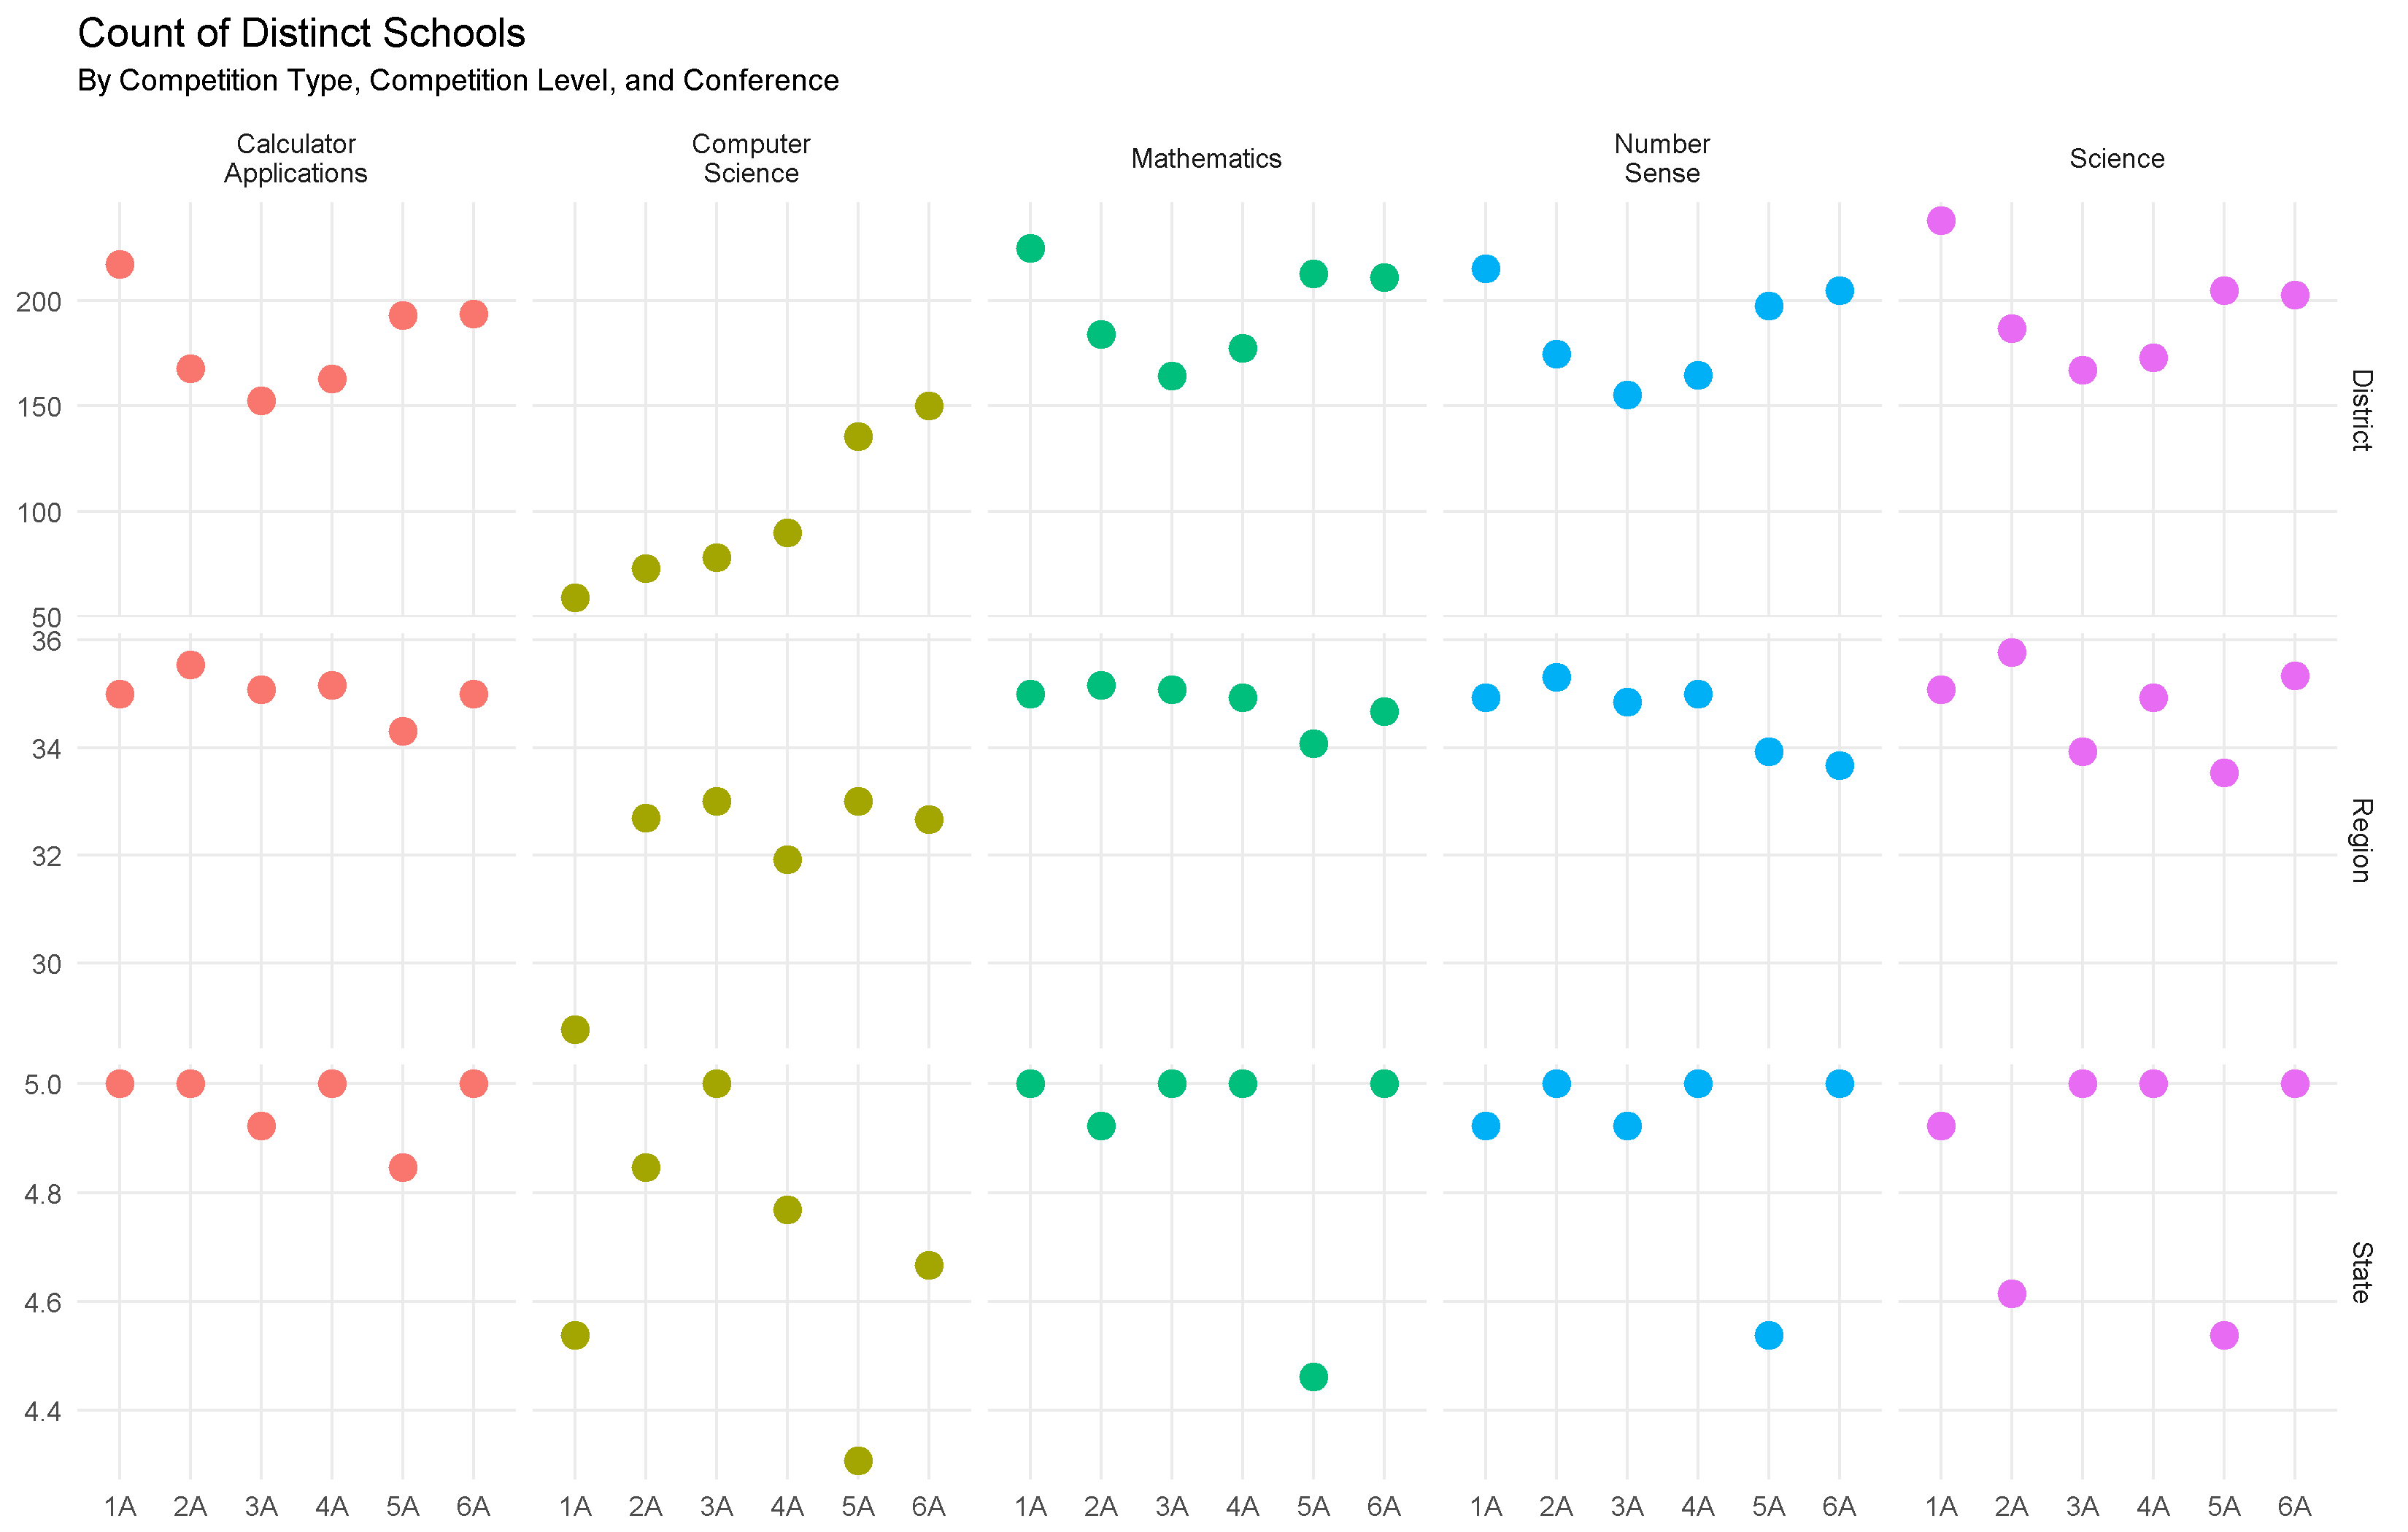 Count of Distinct Schools
By Competition Type, Competition Level, and Conference
Calculator
Applications
Computer
Science
Mathematics
Number
Sense
Science
200
150
100
50
District
36
34
32
30
Region
5.0
4.8
4.6
4.4
State
1A 2A 3A 4A 5A 6A 1A 2A 3A 4A 5A 6A 1A 2A 3A 4A 5A 6A 1A 2A 3A 4A 5A 6A 1A 2A 3A 4A 5A 6A